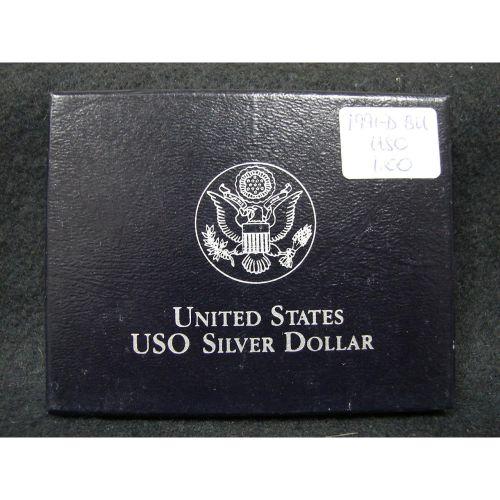 1991-D BU
USO
1.00
UNITED STATES
USO SILVER DOLLAR